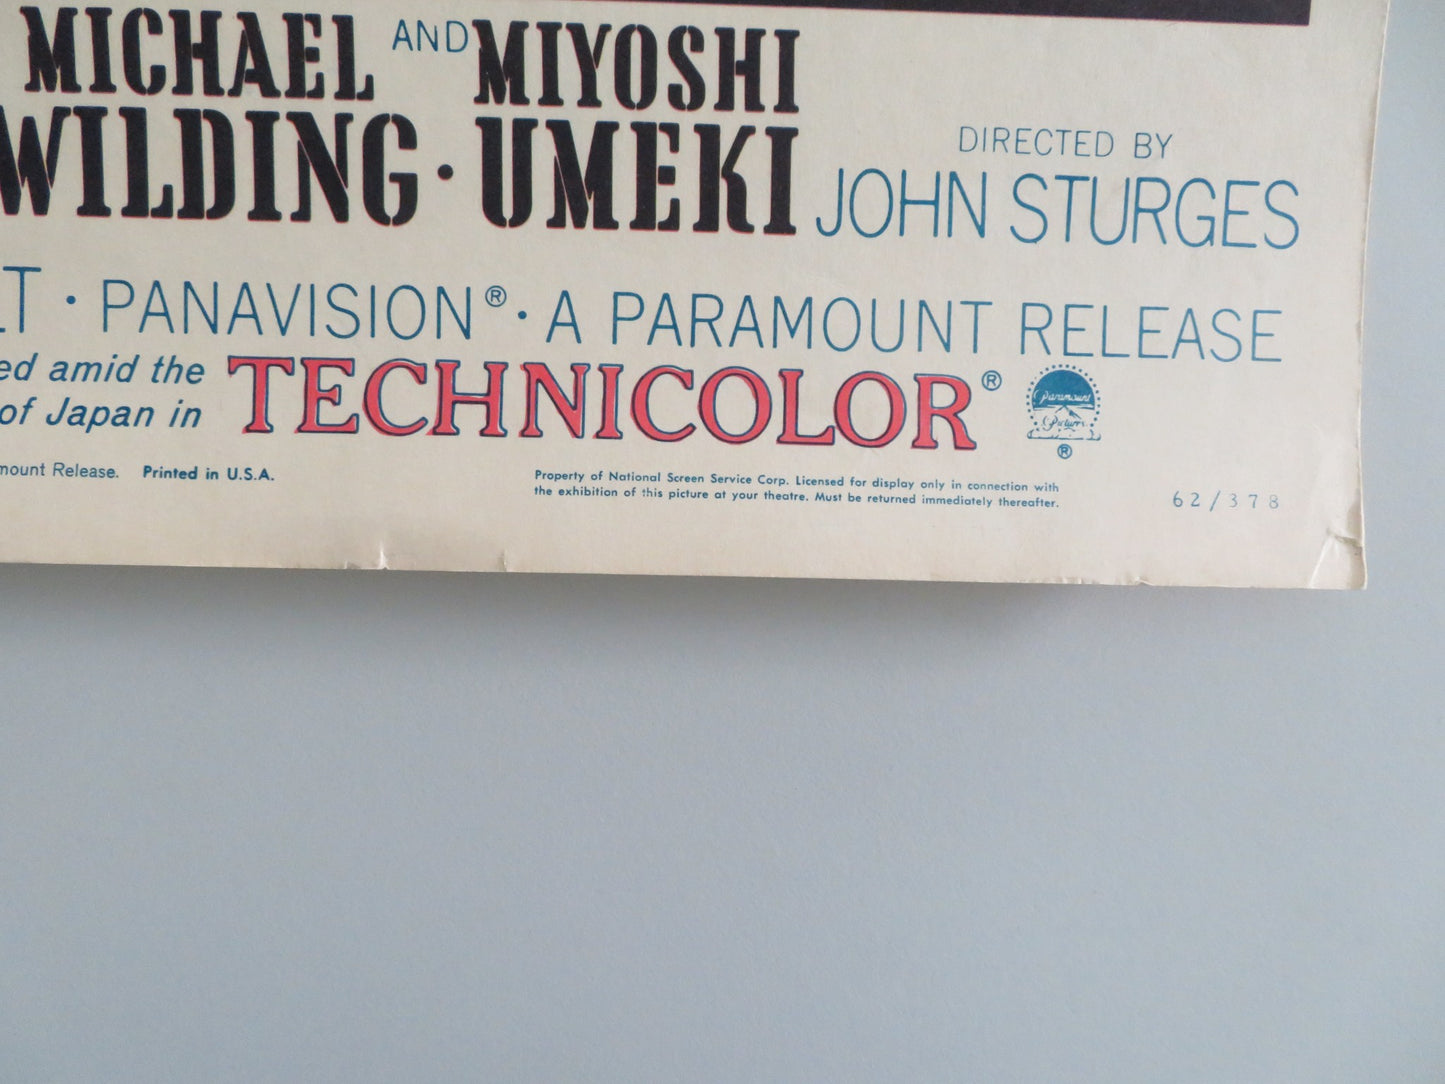 MICHAEL AND MIYOSHI
WILDING · UMEKI
DIRECTED BY
JOHN STURGES
LT · PANAVISION® · A PARAMOUNT RELEASE
ed amid the
of Japan in
TECHNICOLOR®
Paramount
Pictures
®
mount Release. Printed in U.S.A.
Property of National Screen Service Corp. Licensed for display only in connection with
the exhibition of this picture at your theatre. Must be returned immediately thereafter.
62/378